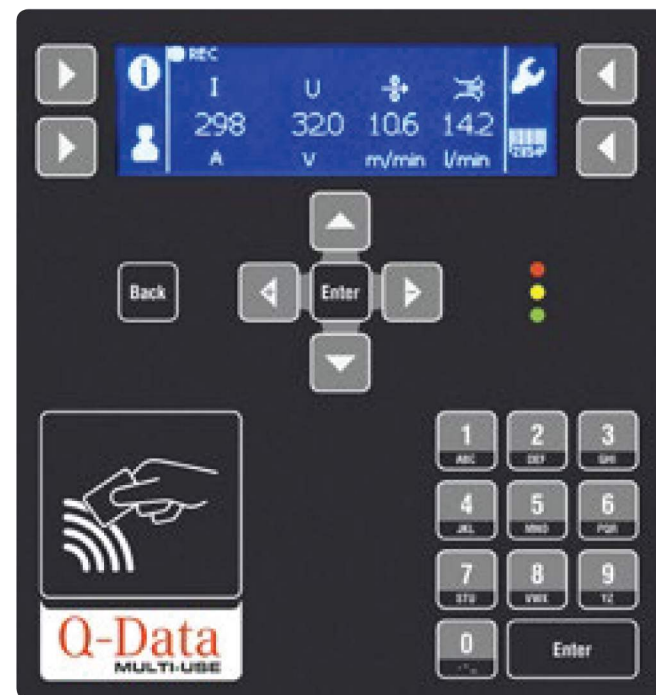 REC
I U
298 320 10.6 14.2
A V m/min l/min
Back
Enter
1 2 3
ABC DEF GHI
4 5 6
JKL MNO PQR
7 8 9
STU VWX YZ
0
Enter
Q-Data
MULTI-USE